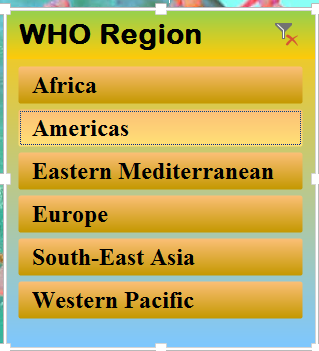 WHO Region
Africa
Americas
Eastern Mediterranean
Europe
South-East Asia
Western Pacific